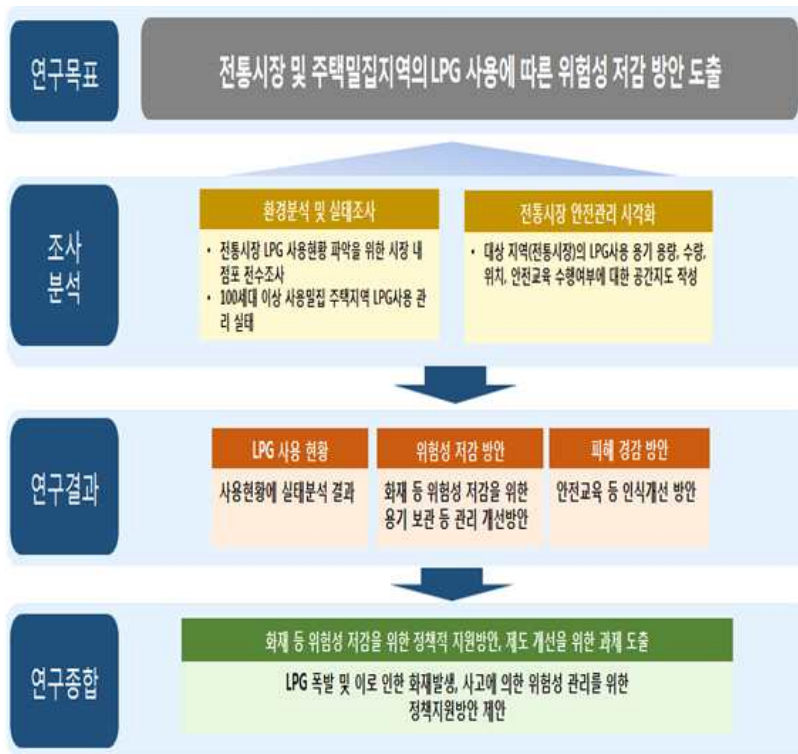 연구목표
전통시장 및 주택밀집지역의 LPG 사용에 따른 위험성 저감 방안 도출
조사
분석
환경분석 및 실태조사
• 전통시장 LPG 사용현황 파악을 위한 시장 내
점포 전수조사
• 100세대 이상 사용밀집 주택지역 LPG사용 관
리 실태
전통시장 안전관리 시각화
• 대상 지역(전통시장)의 LPG사용 용기 용량, 수량,
위치, 안전교육 수행여부에 대한 공간지도 작성
연구결과
LPG 사용 현황
사용현황에 실태분석 결과
위험성 저감 방안
화재 등 위험성 저감을 위한
용기 보관 등 관리 개선방안
피해 경감 방안
안전교육 등 인식개선 방안
연구종합
화재 등 위험성 저감을 위한 정책적 지원방안, 제도 개선을 위한 과제 도출
LPG 폭발 및 이로 인한 화재발생, 사고에 의한 위험성 관리를 위한
정책지원방안 제안